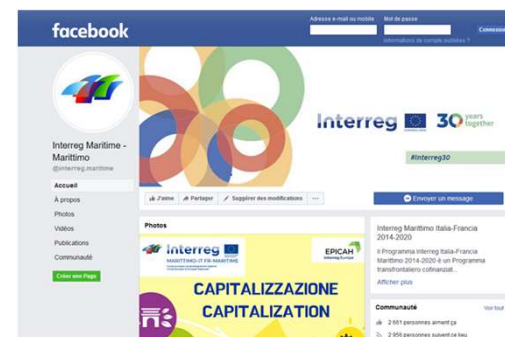 facebook
Adresse e-mail ou mobile
Mot de passe
Connexion
Informations de compte oubliées ?
Interreg Maritime -
Marittimo
@interreg.maritime
Accueil
À propos
Photos
Vidéos
Publications
Communauté
Créer une Page
Interreg 30 years
together
#Interreg30
J'aime
Partager
Suggérer des modifications
Envoyer un message
Photos
Interreg
MARITTIMO-IT FR-MARITIME
EPICAH
Interreg Europe
CAPITALIZZAZIONE
CAPITALIZATION
Interreg Marittimo Italia-Francia
2014-2020
Il Programma Interreg Italia-Francia
Marittimo 2014-2020 è un Programma
transfrontaliero cofinanziat...
Afficher plus
Communauté
Voir tout
2 661 personnes aiment ça
2 956 personnes suivent ce lieu